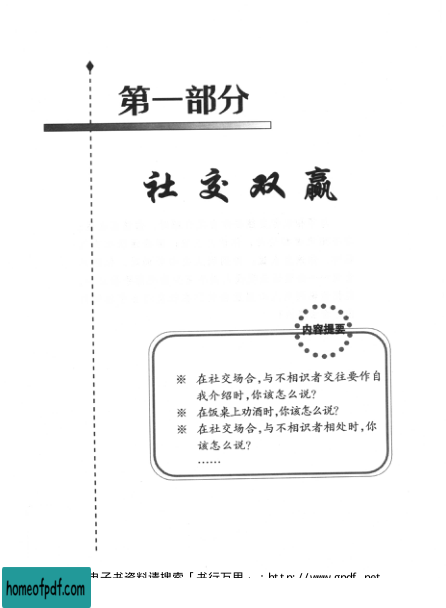 第一部分
社交双赢
内容提要
※ 在社交场合,与不相识者交往要作自
我介绍时,你该怎么说?
※ 在饭桌上劝酒时,你该怎么说?
※ 在社交场合,与不相识者相处时,你
该怎么说?
……
电子书资料请搜索「书行万里」：http://www.gpdf.net
homeofpdf.com